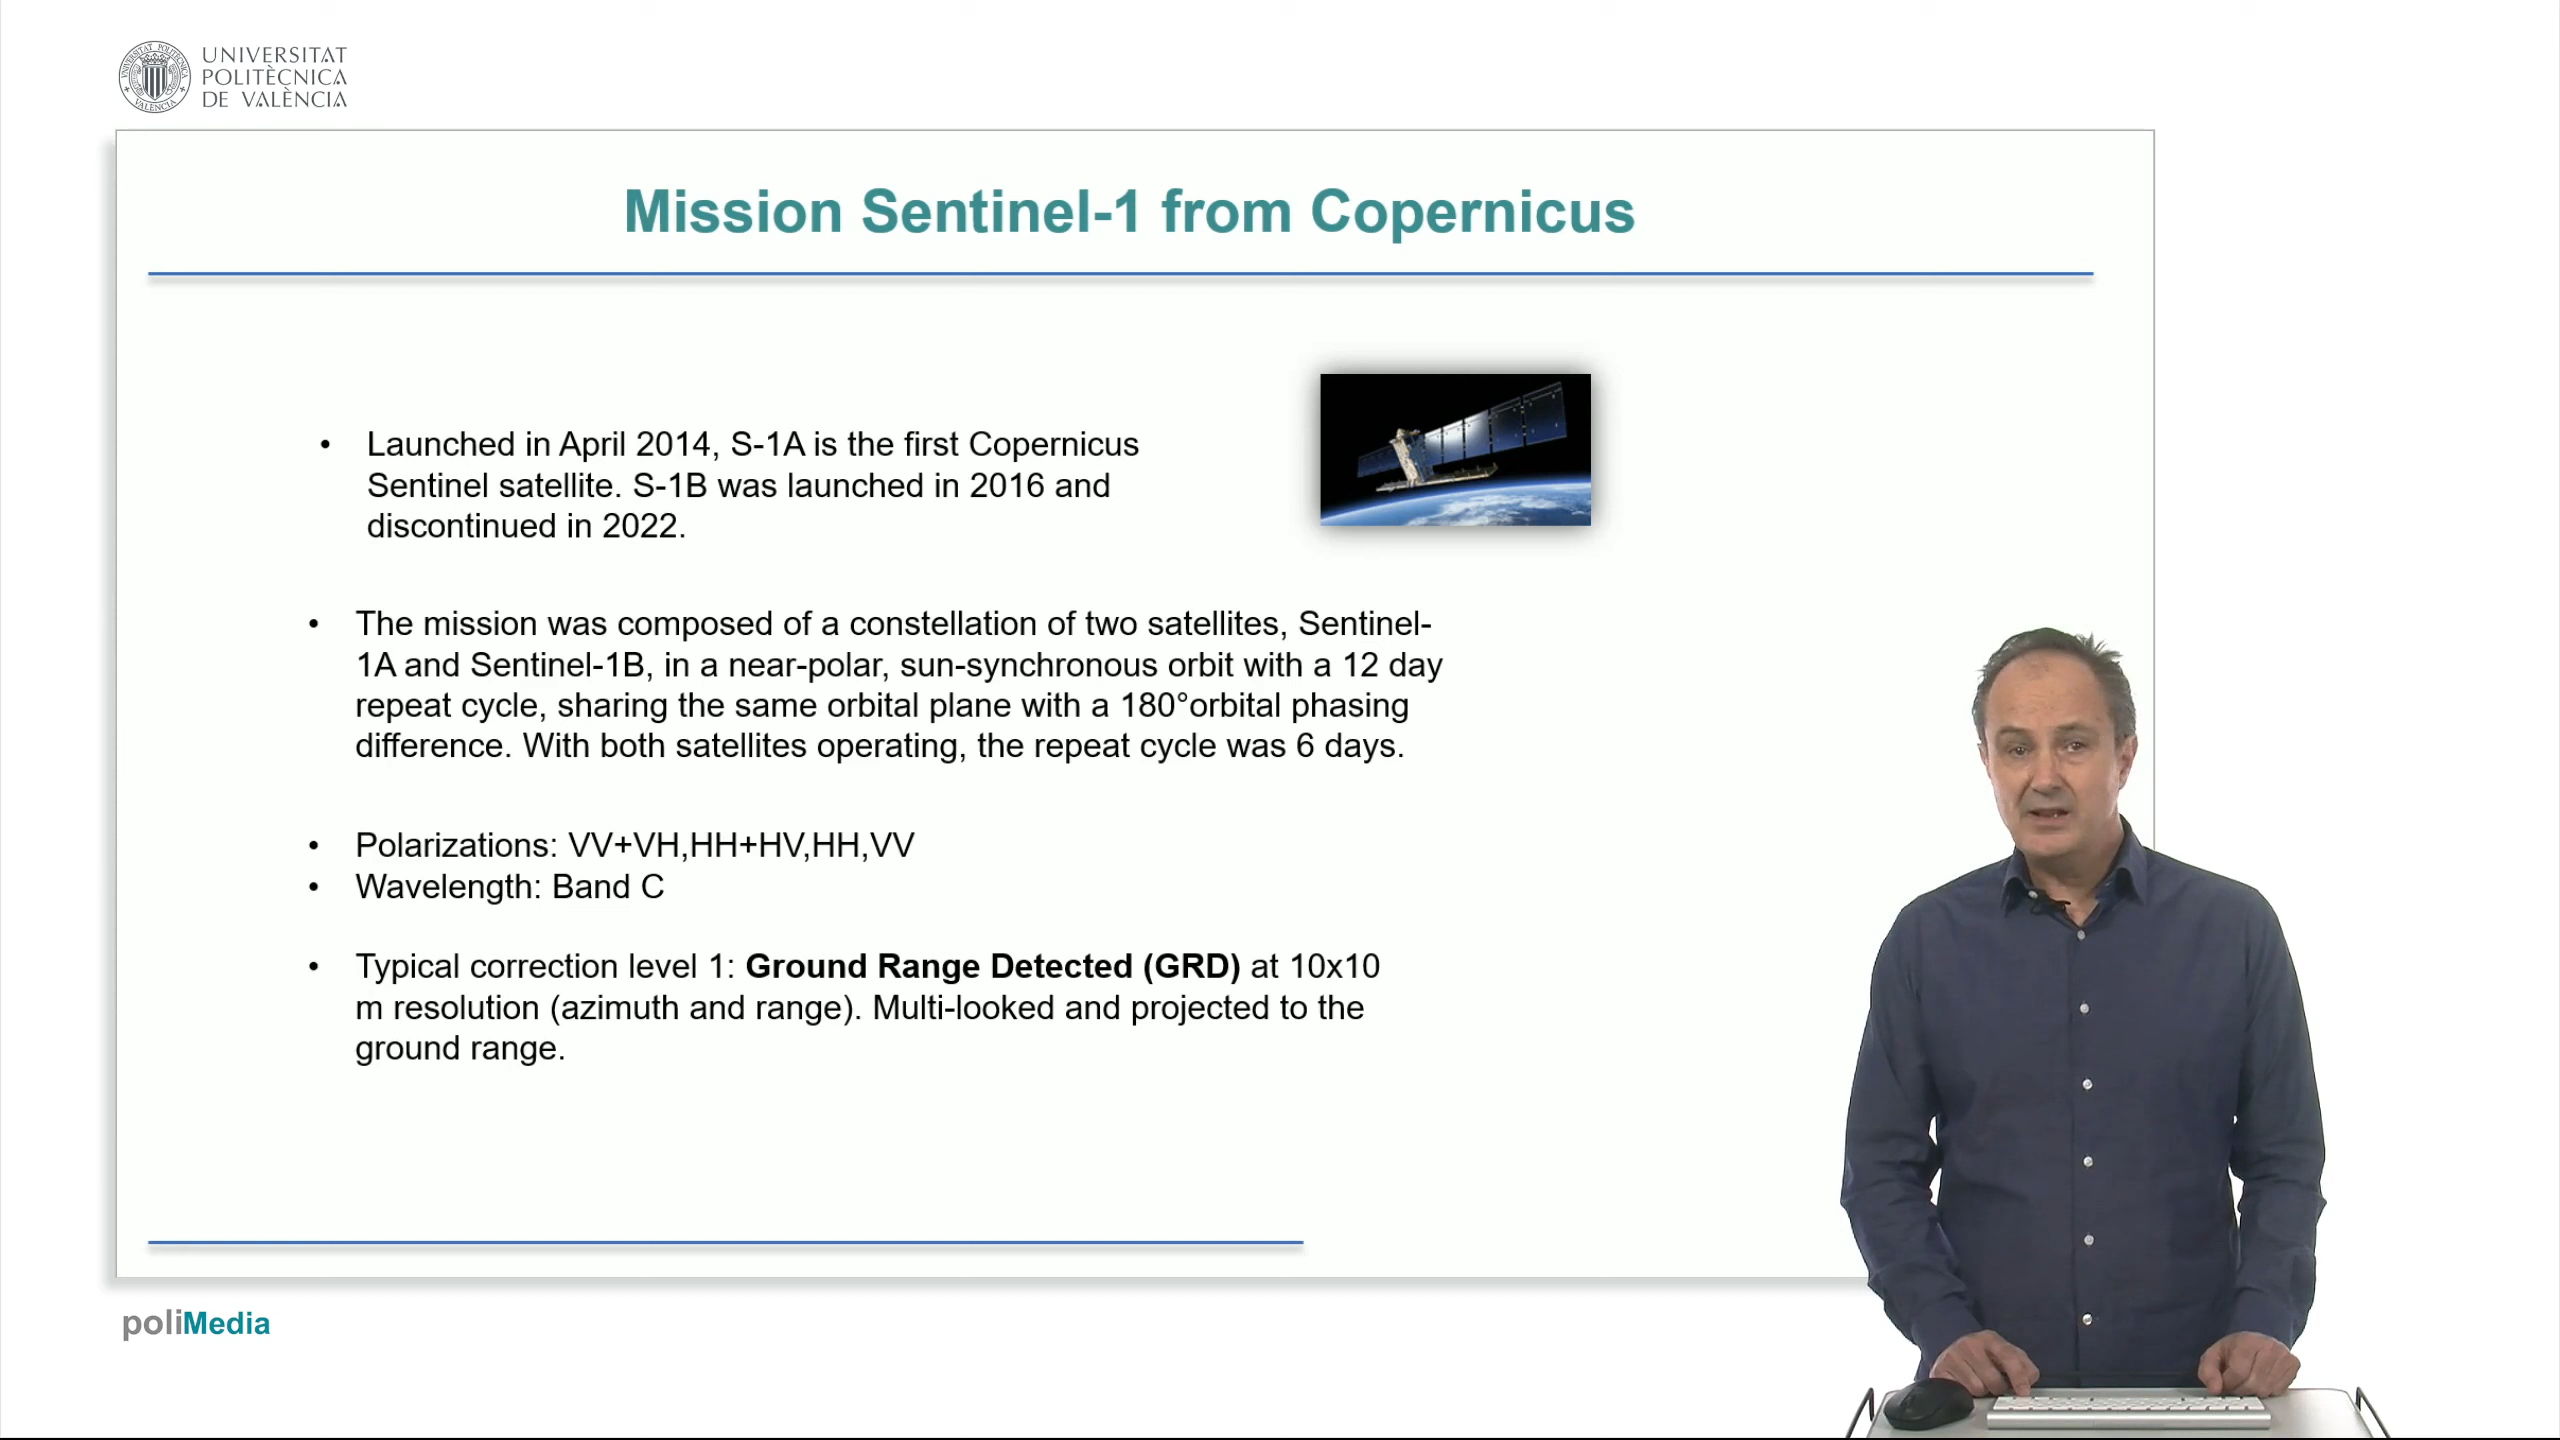 UNIVERSITAT
POLITÈCNICA
DE VALÈNCIA
Mission Sentinel-1 from Copernicus
• Launched in April 2014, S-1A is the first Copernicus
Sentinel satellite. S-1B was launched in 2016 and
discontinued in 2022.
• The mission was composed of a constellation of two satellites, Sentinel-
1A and Sentinel-1B, in a near-polar, sun-synchronous orbit with a 12 day
repeat cycle, sharing the same orbital plane with a 180°orbital phasing
difference. With both satellites operating, the repeat cycle was 6 days.
• Polarizations: VV+VH,HH+HV,HH,VV
• Wavelength: Band C
• Typical correction level 1: Ground Range Detected (GRD) at 10x10
m resolution (azimuth and range). Multi-looked and projected to the
ground range.
poliMedia